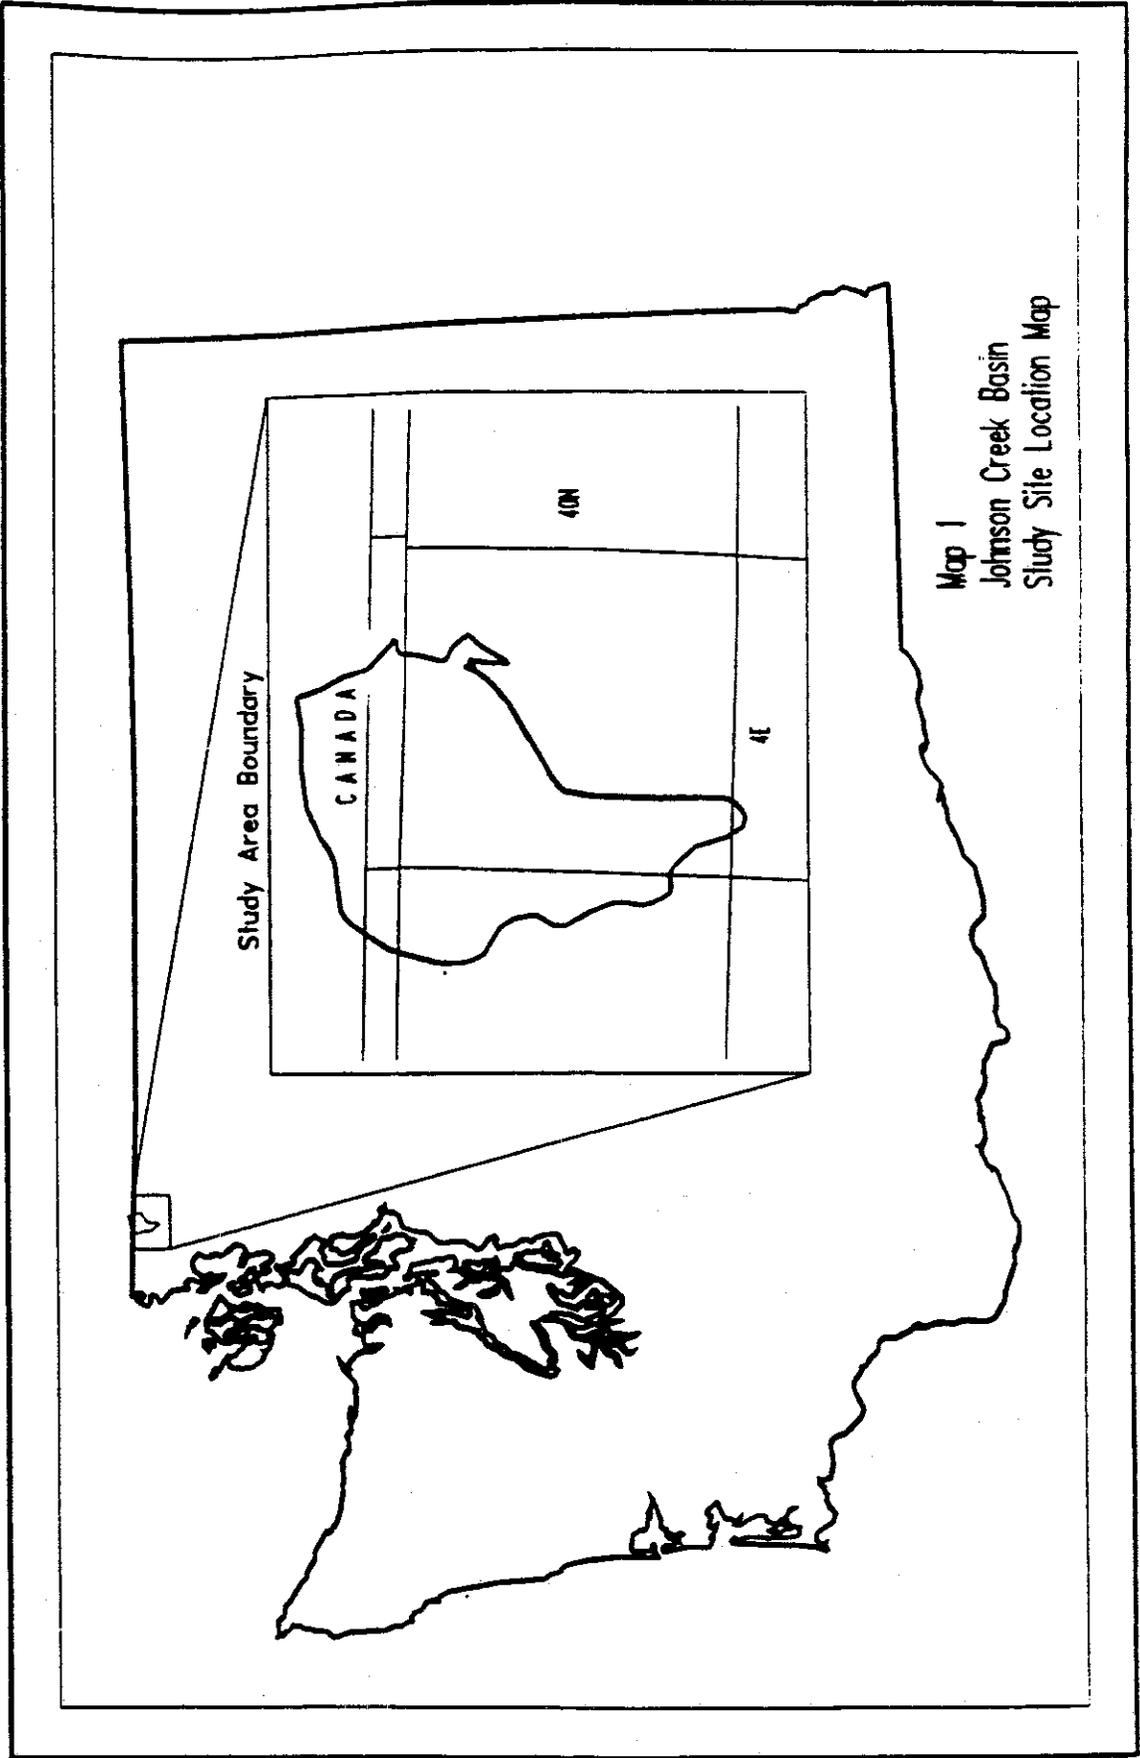 Study Area Boundary
CANADA
40N
4E
Map 1
Johnson Creek Basin
Study Site Location Map